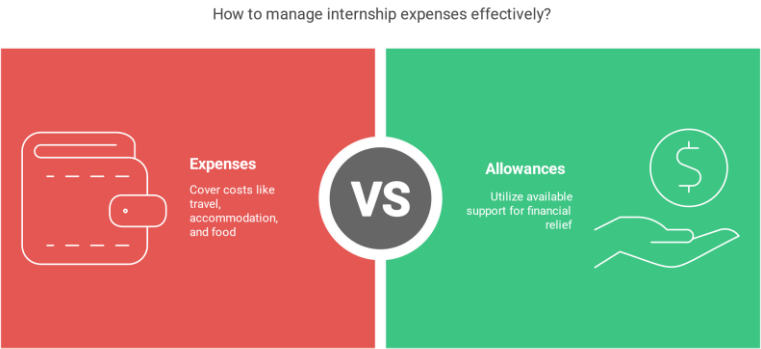 How to manage internship expenses effectively?
Expenses
Cover costs like
travel,
accommodation,
and food
VS
Allowances
Utilize available
support for financial
relief
$